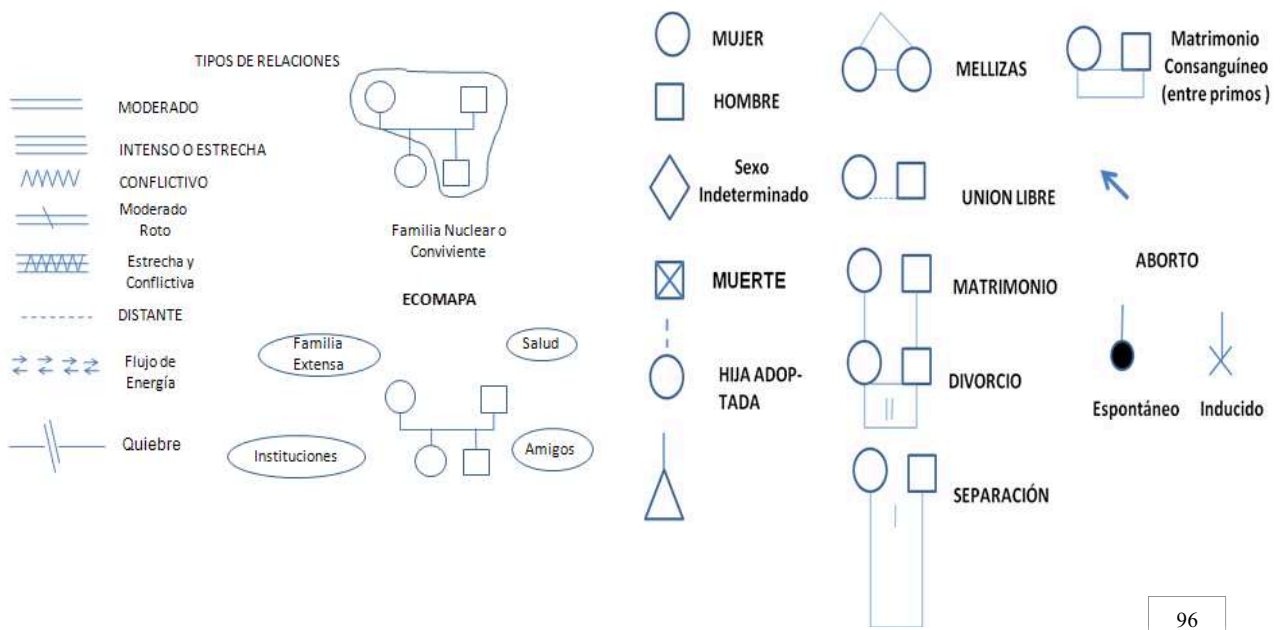 TIPOS DE RELACIONES
MODERADO
INTENSO O ESTRECHA
CONFLICTIVO
Moderado
Roto
Estrecha y
Conflictiva
DISTANTE
Flujo de
Energía
Quiebre
Familia Nuclear o
Conviviente
ECOMAPA
Familia
Extensa
Salud
Instituciones
Amigos
MUJER
HOMBRE
Sexo
Indeterminado
MUERTE
HIJA ADOP-
TADA
MELLIZAS
UNION LIBRE
MATRIMONIO
DIVORCIO
SEPARACIÓN
Matrimonio
Consanguíneo
(entre primos )
ABORTO
Espontáneo
Inducido
96